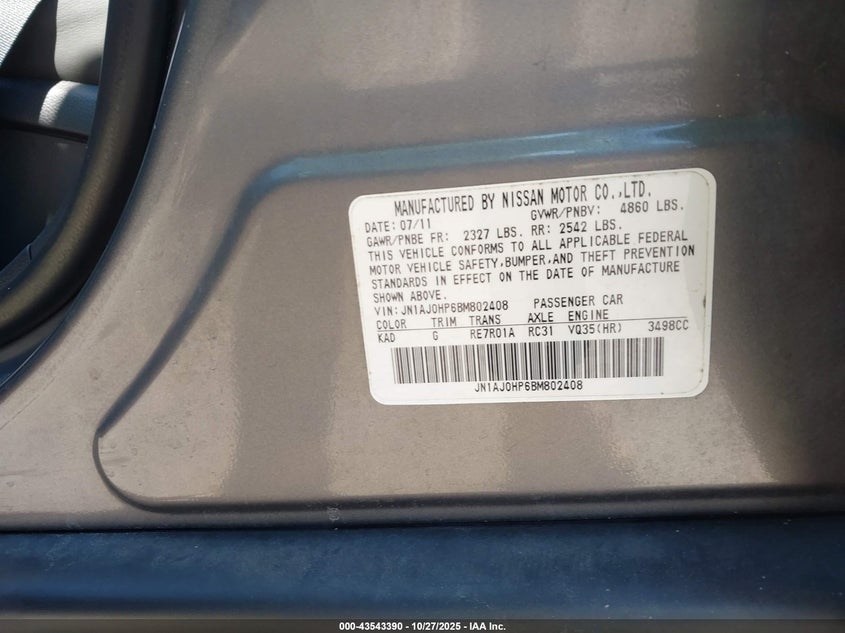 MANUFACTURED BY NISSAN MOTOR CO.,LTD.
DATE: 07/11 GVWR/PNBV: 4860 LBS.
GAWR/PNBE FR: 2327 LBS. RR: 2542 LBS.
THIS VEHICLE CONFORMS TO ALL APPLICABLE FEDERAL
MOTOR VEHICLE SAFETY,BUMPER,AND THEFT PREVENTION
STANDARDS IN EFFECT ON THE DATE OF MANUFACTURE
SHOWN ABOVE.
VIN: JN1AJ0HP6BM802408 PASSENGER CAR
COLOR TRIM TRANS AXLE ENGINE
KAD G RE7R01A RC31 VQ35(HR) 3498CC
JN1AJ0HP6BM802408
000-43543390 - 10/27/2025 - IAA Inc.